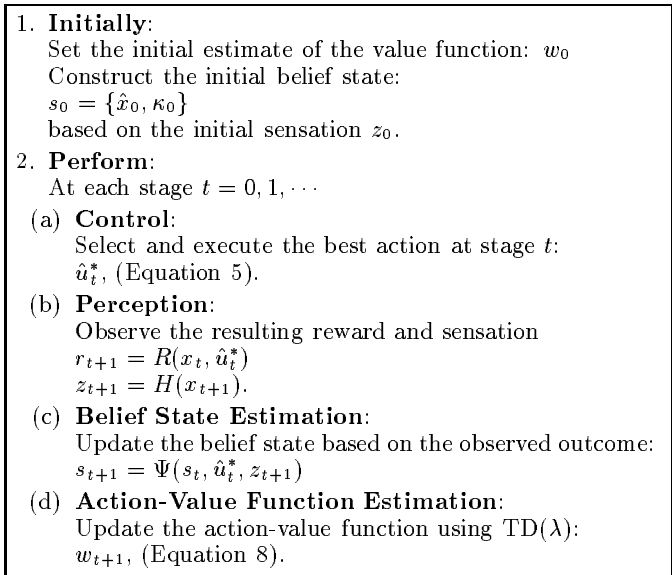 1. Initially:
Set the initial estimate of the value function: w₀
Construct the initial belief state:
s₀ = {x̂₀, κ₀}
based on the initial sensation z₀.
2. Perform:
At each stage t = 0, 1, ⋯
(a) Control:
Select and execute the best action at stage t:
û*ₜ, (Equation 5).
(b) Perception:
Observe the resulting reward and sensation
rₜ₊₁ = R(xₜ, û*ₜ)
zₜ₊₁ = H(xₜ₊₁).
(c) Belief State Estimation:
Update the belief state based on the observed outcome:
sₜ₊₁ = Ψ(sₜ, û*ₜ, zₜ₊₁)
(d) Action-Value Function Estimation:
Update the action-value function using TD(λ):
wₜ₊₁, (Equation 8).